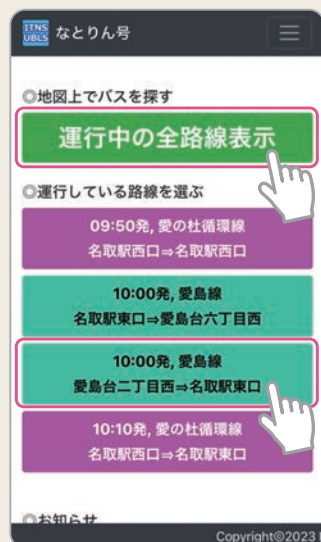 ITNS
UBLS
なとりん号
◎地図上でバスを探す
運行中の全路線表示
◎運行している路線を選ぶ
09:50発, 愛の杜循環線
名取駅西口⇒名取駅西口
10:00発, 愛島線
名取駅東口⇒愛島台六丁目西
10:00発, 愛島線
愛島台二丁目西⇒名取駅東口
10:10発, 愛の杜循環線
名取駅西口⇒名取駅東口
◎お知らせ
Copyright©2023